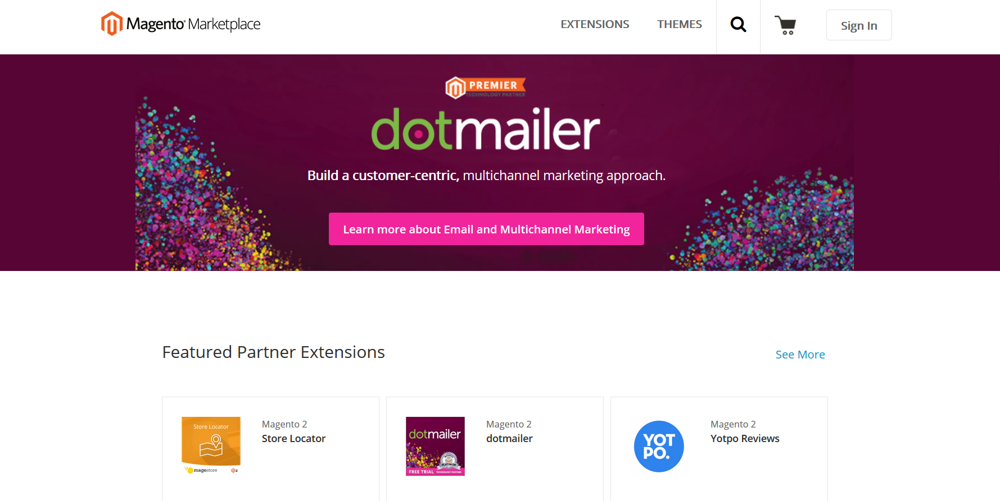 Magento Marketplace
EXTENSIONS
THEMES
Sign In
PREMIER
TECHNOLOGY PARTNER
dotmailer
Build a customer-centric, multichannel marketing approach.
Learn more about Email and Multichannel Marketing
Featured Partner Extensions
See More
Store Locator
magestore
2
Magento 2
Store Locator
dotmailer
PLATINUM
FREE TRIAL
TECHNOLOGY PARTNER
Magento 2
dotmailer
YOT
PO.
Magento 2
Yotpo Reviews